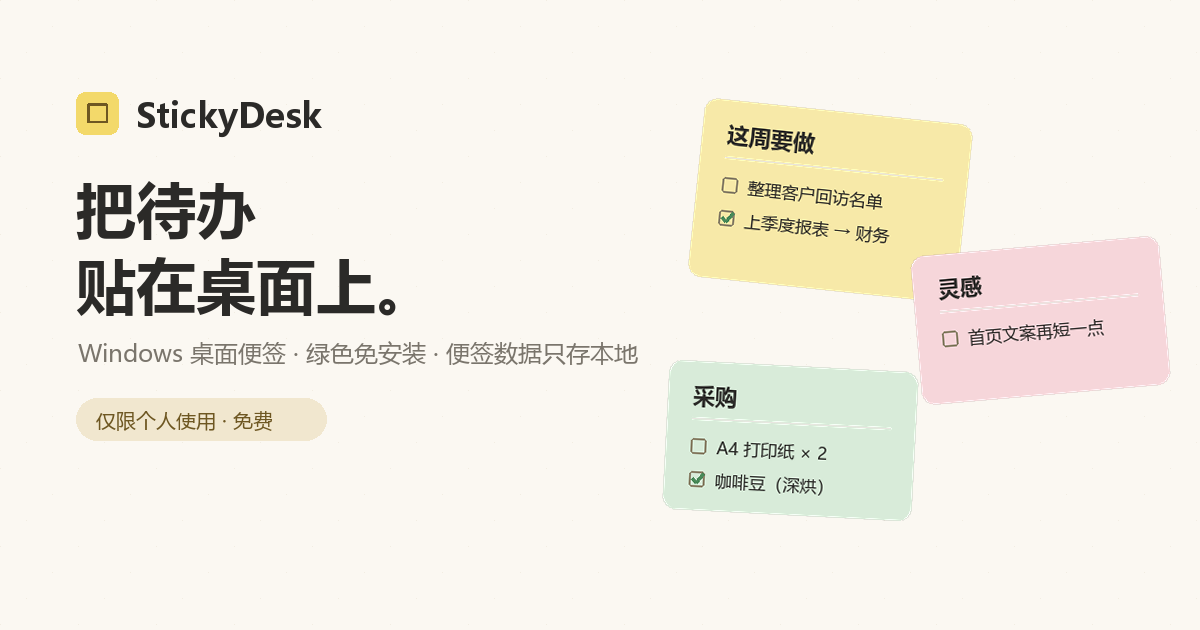 StickyDesk
把待办
贴在桌面上。
Windows 桌面便签 · 绿色免安装 · 便签数据只存本地
仅限个人使用 · 免费
这周要做
整理客户回访名单
上季度报表 → 财务
灵感
首页文案再短一点
采购
A4 打印纸 × 2
咖啡豆（深烘）